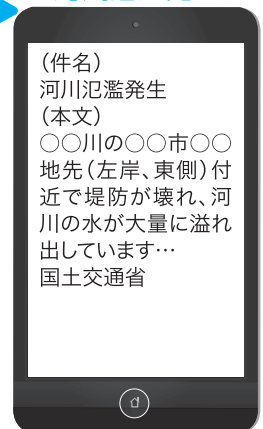 （件名）
河川氾濫発生
（本文）
○○川の○○市○○
地先（左岸、東側）付
近で堤防が壊れ、河
川の水が大量に溢れ
出しています…
国土交通省